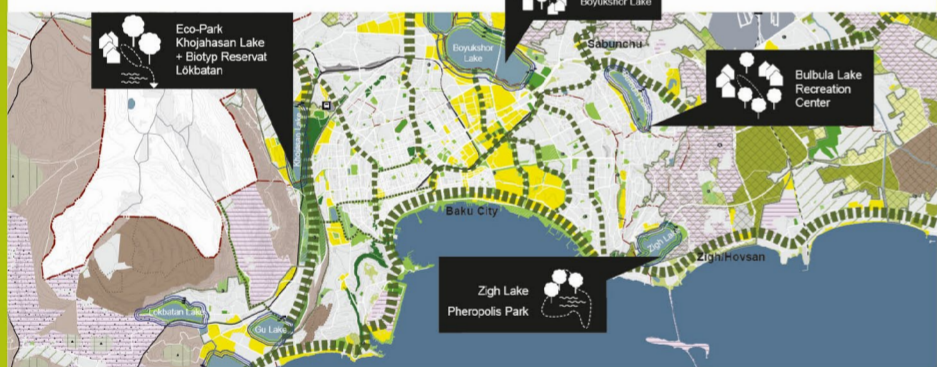 Boyukshor Lake
Eco-Park
Khojahasan Lake
+ Biotyp Reservat
Lökbatan
Boyukshor
Lake
Sabunchu
Bulbula Lake
Recreation
Center
Baku City
Zigh Lake
Zigh/Hovsan
Zigh Lake
Pheropolis Park
Lökbatan Lake
Gu Lake